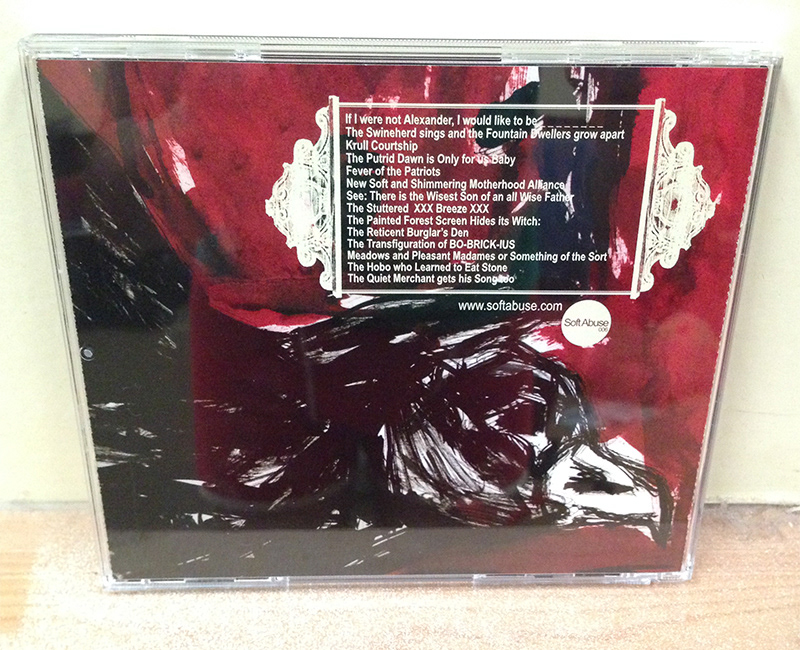 If I were not Alexander, I would like to be_ _ _ _ _ _ _ _
The Swineherd sings and the Fountain Dwellers grow apart
Krull Courtship
The Putrid Dawn is Only for us Baby
Fever of the Patriots
New Soft and Shimmering Motherhood Alliance
See: There is the Wisest Son of an all Wise Father
The Stuttered XXX Breeze XXX
The Painted Forest Screen Hides its Witch:
The Reticent Burglar's Den
The Transfiguration of BO-BRICK-IUS
Meadows and Pleasant Madames or Something of the Sort
The Hobo who Learned to Eat Stone
The Quiet Merchant gets his Song
www.softabuse.com
Soft Abuse
006